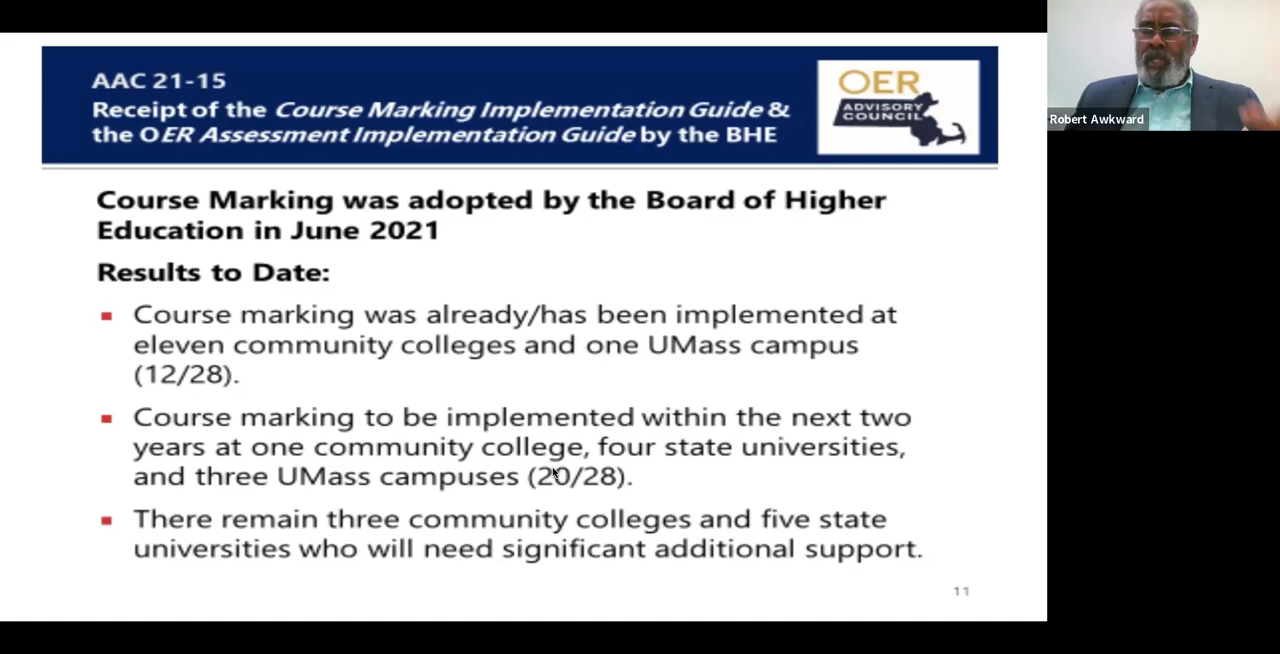 AAC 21-15
Receipt of the Course Marking Implementation Guide &
the OER Assessment Implementation Guide by the BHE
OER
ADVISORY
COUNCIL
Robert Awkward
Course Marking was adopted by the Board of Higher
Education in June 2021
Results to Date:
Course marking was already/has been implemented at
eleven community colleges and one UMass campus
(12/28).
Course marking to be implemented within the next two
years at one community college, four state universities,
and three UMass campuses (20/28).
There remain three community colleges and five state
universities who will need significant additional support.
11